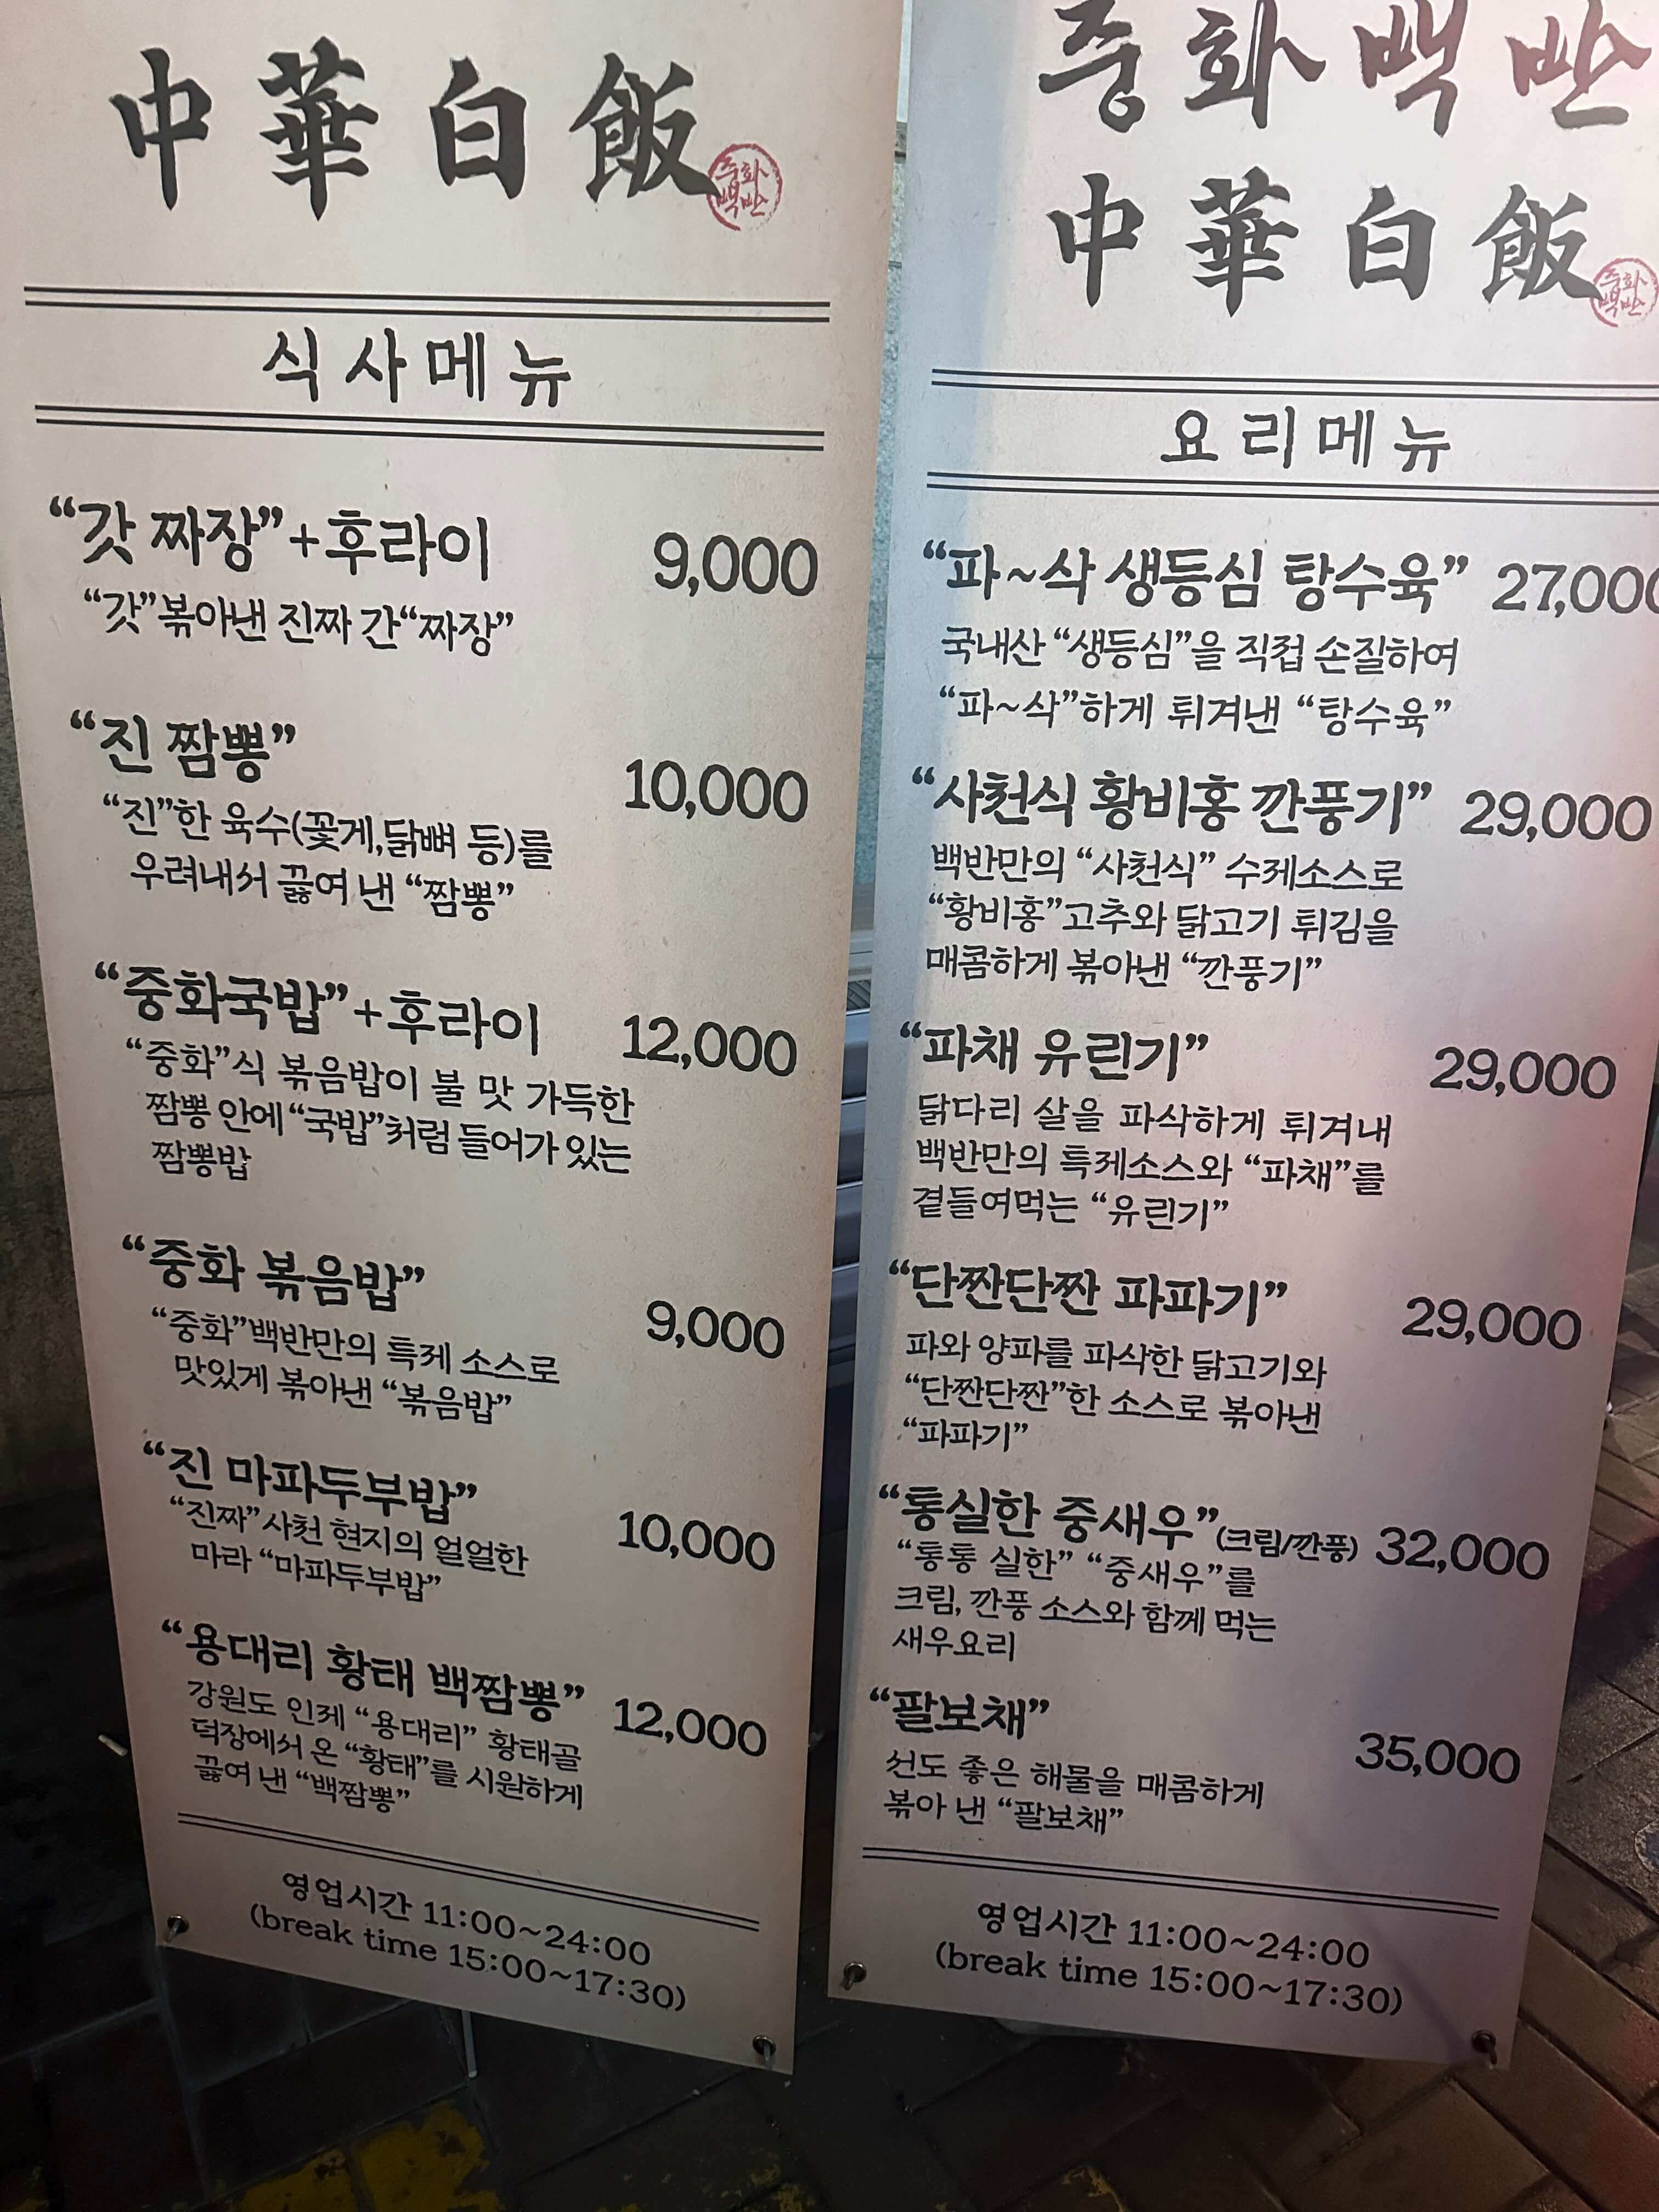 中華白飯
중화
백반
식사메뉴
“갓 짜장”+후라이 9,000
“갓”볶아낸 진짜 간“짜장”
“진 짬뽕” 10,000
“진”한 육수(꽃게,닭뼈 등)를
우려내서 끓여 낸 “짬뽕”
“중화국밥”+후라이 12,000
“중화”식 볶음밥이 불 맛 가득한
짬뽕 안에“국밥”처럼 들어가 있는
짬뽕밥
“중화 볶음밥” 9,000
“중화”백반만의 특제 소스로
맛있게 볶아낸 “볶음밥”
“진 마파두부밥” 10,000
“진짜”사천 현지의 얼얼한
마라 “마파두부밥”
“용대리 황태 백짬뽕” 12,000
강원도 인제 “용대리” 황태골
덕장에서 온 “황태”를 시원하게
끓여 낸 “백짬뽕”
영업시간 11:00~24:00
(break time 15:00~17:30)
중화백반
中華白飯
중화
백반
요리메뉴
“파~삭 생등심 탕수육” 27,000
국내산 “생등심”을 직접 손질하여
“파~삭”하게 튀겨낸 “탕수육”
“사천식 황비홍 깐풍기” 29,000
백반만의 “사천식” 수제소스로
“황비홍”고추와 닭고기 튀김을
매콤하게 볶아낸 “깐풍기”
“파채 유린기” 29,000
닭다리 살을 파삭하게 튀겨내
백반만의 특제소스와 “파채”를
곁들여먹는 “유린기”
“단짠단짠 파파기” 29,000
파와 양파를 파삭한 닭고기와
“단짠단짠”한 소스로 볶아낸
“파파기”
“통실한 중새우”(크림/깐풍) 32,000
“통통 실한” “중새우”를
크림, 깐풍 소스와 함께 먹는
새우요리
“팔보채” 35,000
선도 좋은 해물을 매콤하게
볶아 낸 “팔보채”
영업시간 11:00~24:00
(break time 15:00~17:30)